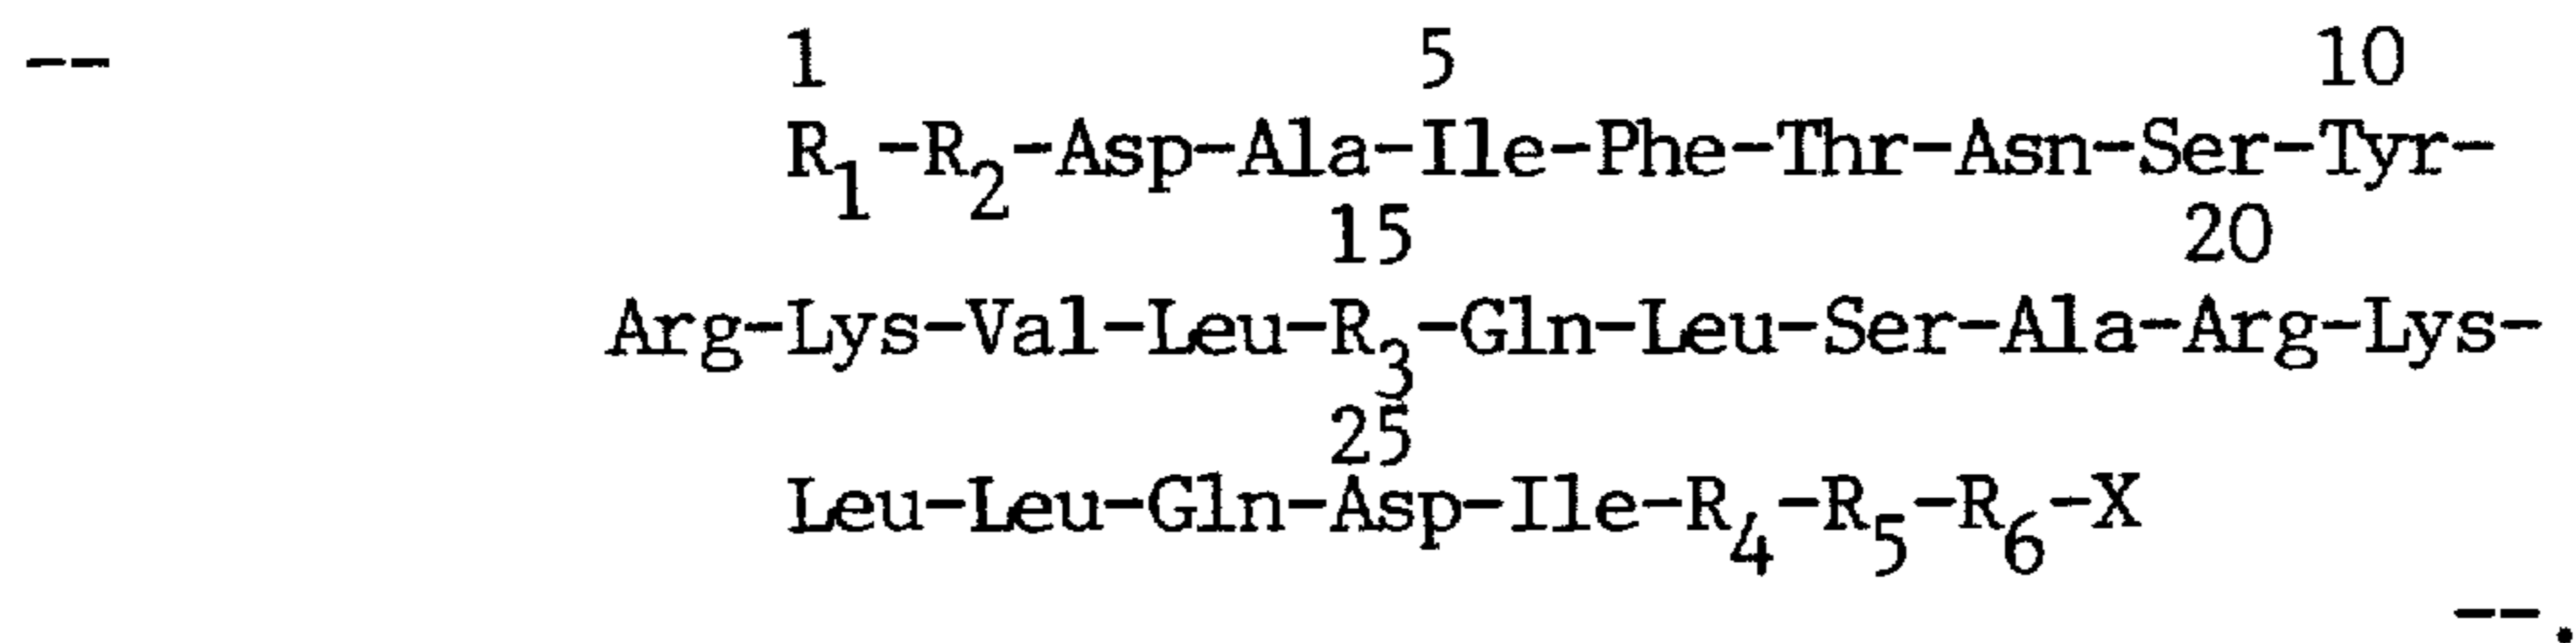 -- 1 5 10
R1-R2-Asp-Ala-Ile-Phe-Thr-Asn-Ser-Tyr-
15 20
Arg-Lys-Val-Leu-R3-Gln-Leu-Ser-Ala-Arg-Lys-
25
Leu-Leu-Gln-Asp-Ile-R4-R5-R6-X
--.